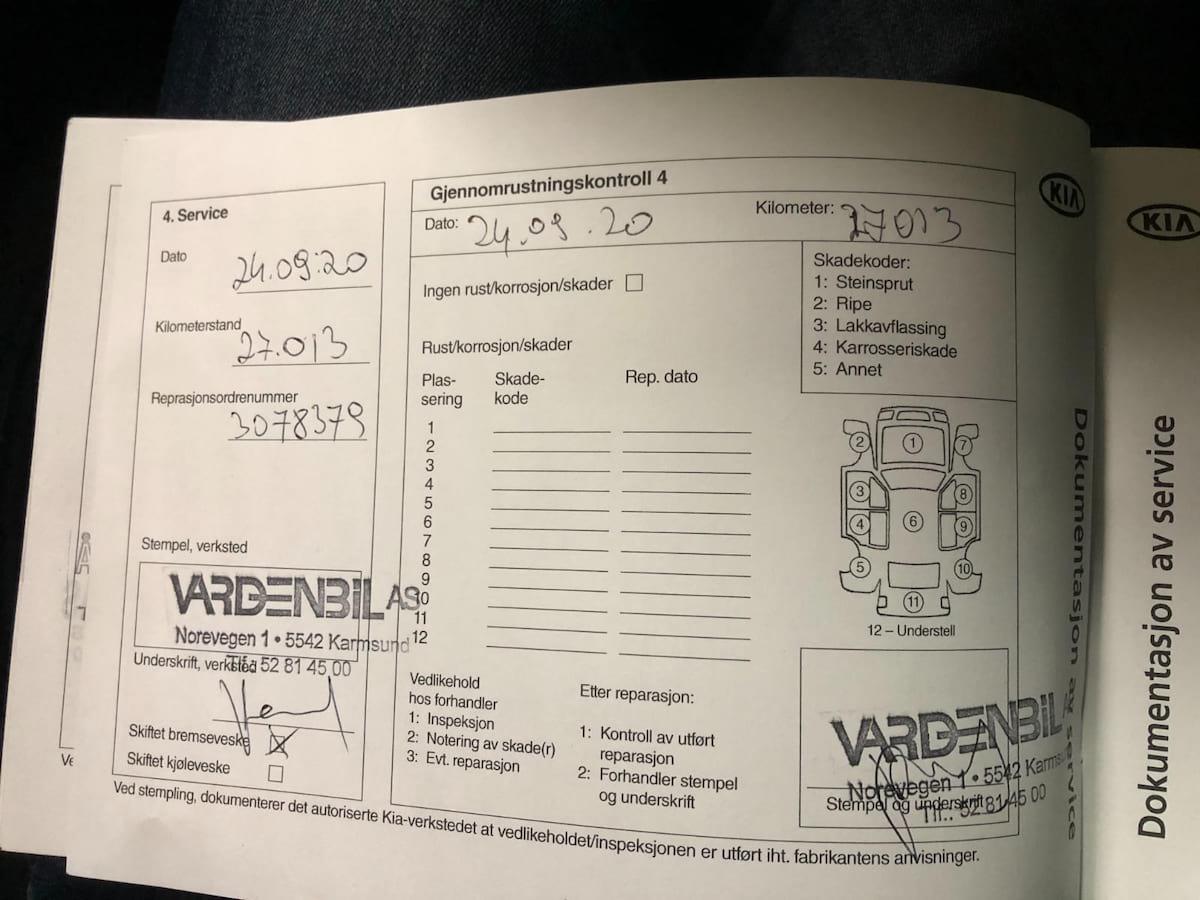 4. Service
Dato
24.09.20
Kilometerstand
27.013
Reprasjonsordrenummer
3078379
Stempel, verksted
VARDENBIL AS
Norevegen 1 • 5542 Karmsund
Underskrift, verksted
Tlf. 52 81 45 00
Skiftet bremseveske
Skiftet kjøleveske
Gjennomrustningskontroll 4
Dato: 24.09.20
Kilometer: 27013
Ingen rust/korrosjon/skader
Rust/korrosjon/skader
Plas-
sering
Skade-
kode
Rep. dato
1
2
3
4
5
6
7
8
9
10
11
12
Skadekoder:
1: Steinsprut
2: Ripe
3: Lakkavflassing
4: Karrosseriskade
5: Annet
1
2
7
3
8
4
6
9
5
10
11
12 – Understell
Vedlikehold
hos forhandler
1: Inspeksjon
2: Notering av skade(r)
3: Evt. reparasjon
Etter reparasjon:
1: Kontroll av utført
reparasjon
2: Forhandler stempel
og underskrift
VARDENBIL
Norevegen 1 • 5542 Karms
Stempel og underskrift
Tlf.: 52 81 45 00
Ved stempling, dokumenterer det autoriserte Kia-verkstedet at vedlikeholdet/inspeksjonen er utført iht. fabrikantens anvisninger.
KIA
Dokumentasjon av service
KIA
Dokumentasjon av service